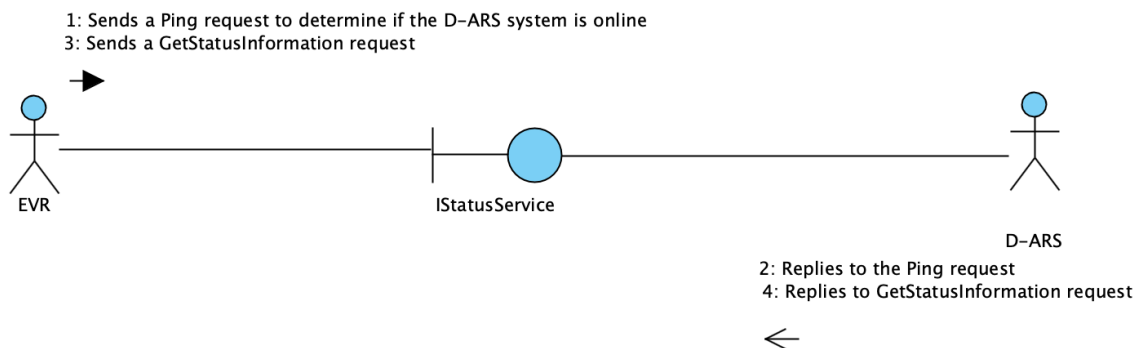 1: Sends a Ping request to determine if the D-ARS system is online
3: Sends a GetStatusInformation request
EVR
IStatusService
D-ARS
2: Replies to the Ping request
4: Replies to GetStatusInformation request